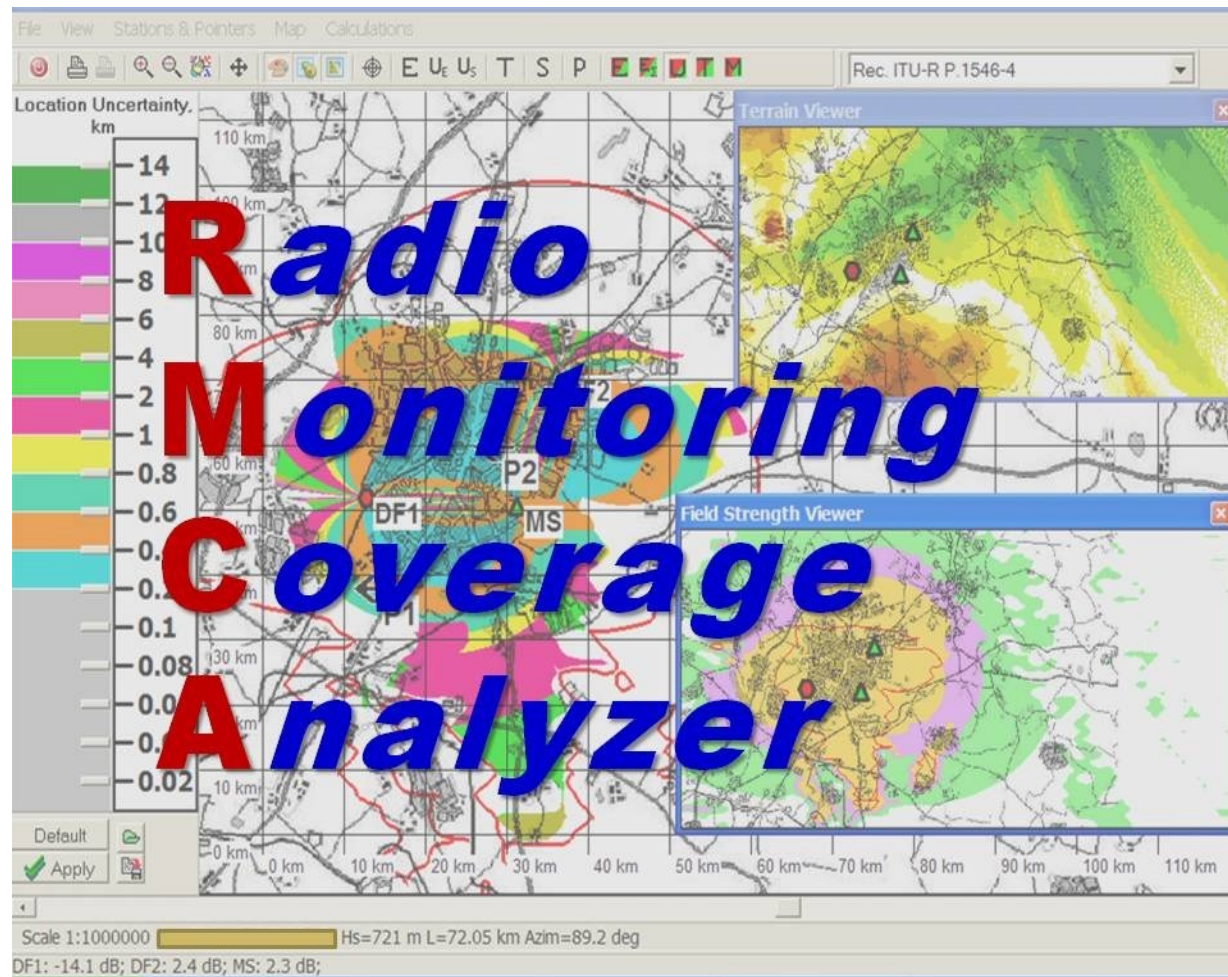 File View Stations & Pointers Map Calculations
E UE US T S P E FΣ U T M Rec. ITU-R P.1546-4
Location Uncertainty,
km
14
12
10
8
6
4
2
1
0.8
0.6
0.1
0.08
0.02
Default
Apply
110 km
80 km
60 km
30 km
10 km
0 km
0 km 10 km 20 km 30 km 40 km 50 km 60 km 70 km 80 km 90 km 100 km 110 km
Terrain Viewer
Field Strength Viewer
Radio
Monitoring
Coverage
Analyzer
P2
DF1
MS
P1
Scale 1:1000000 Hs=721 m L=72.05 km Azim=89.2 deg
DF1: -14.1 dB; DF2: 2.4 dB; MS: 2.3 dB;